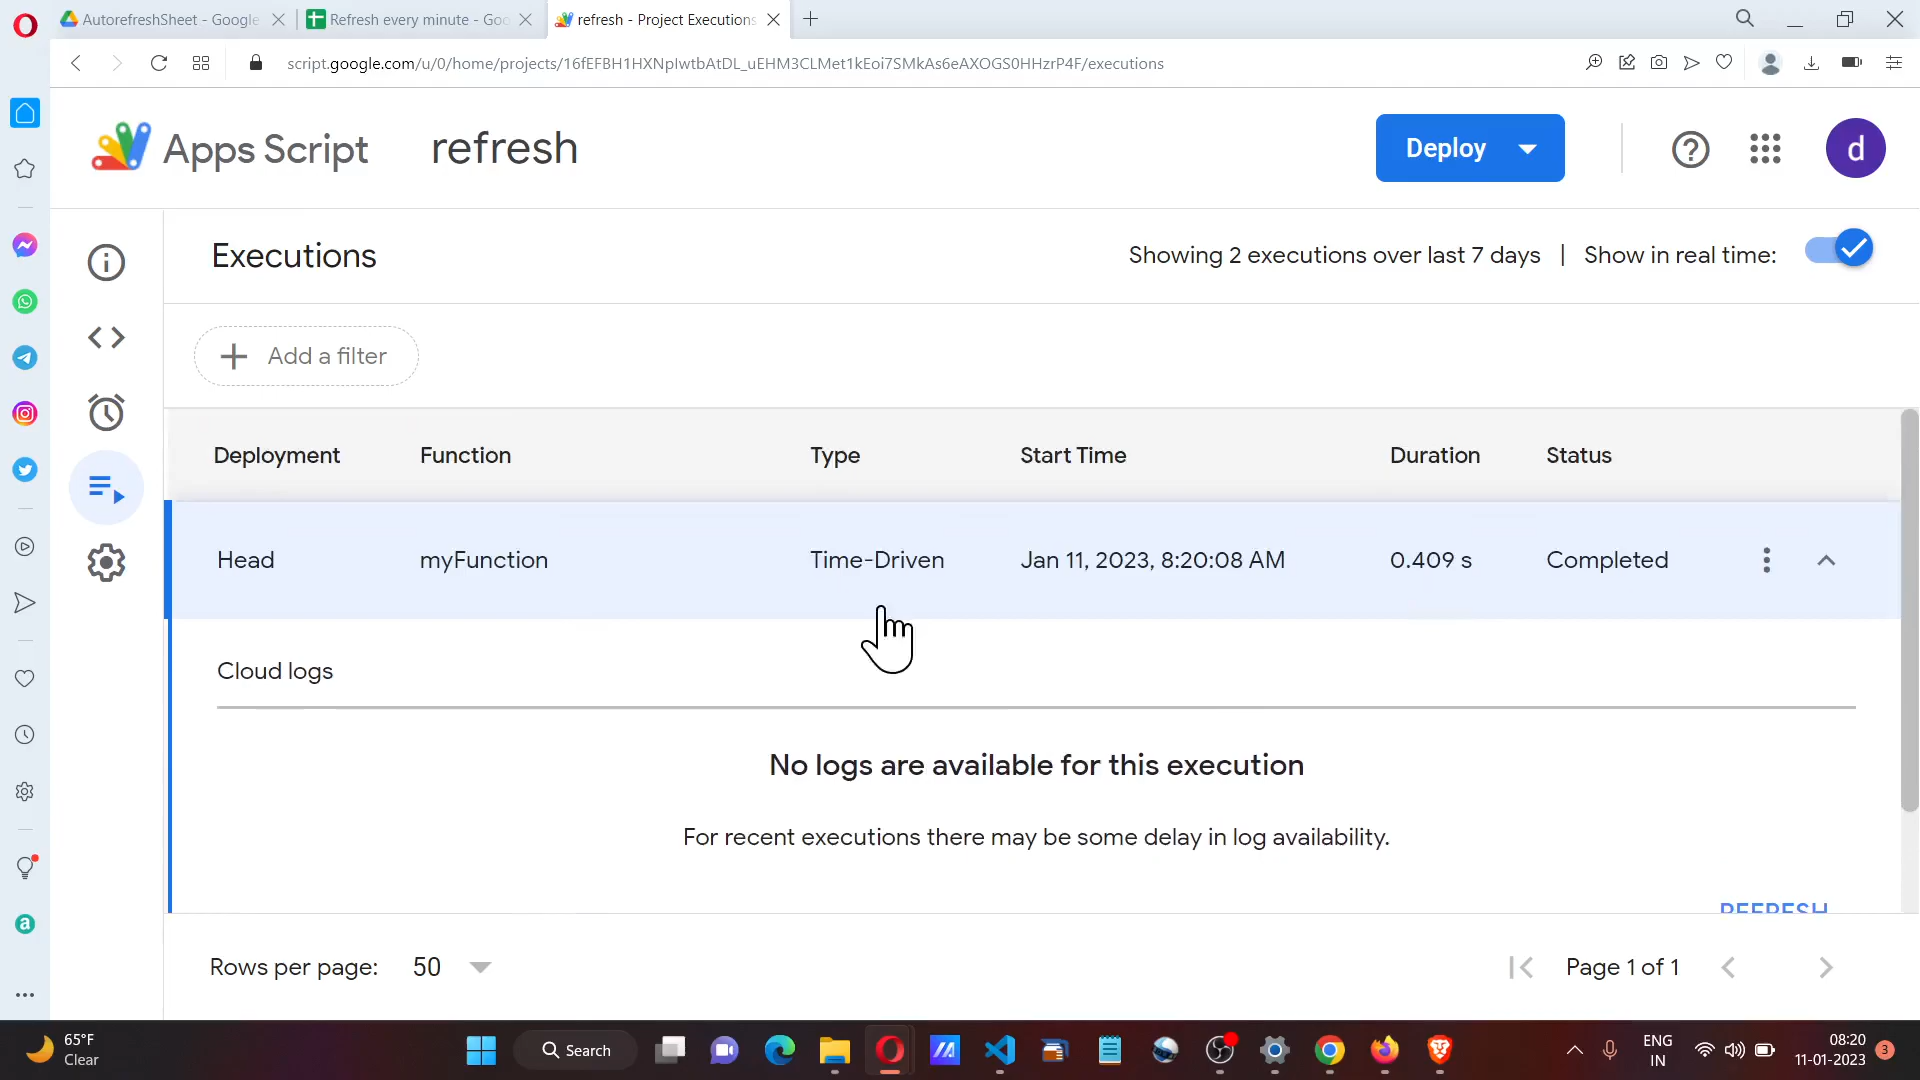 AutorefreshSheet - Google
Refresh every minute - Goo
refresh - Project Executions
script.google.com/u/0/home/projects/16fEFBH1HXNpIwtbAtDL_uEHM3CLMet1kEoi7SMkAs6eAXOGS0HHzrP4F/executions
Apps Script
refresh
Deploy
d
Executions
Showing 2 executions over last 7 days | Show in real time:
Add a filter
Deployment Function Type Start Time Duration Status
Head myFunction Time-Driven Jan 11, 2023, 8:20:08 AM 0.409 s Completed
Cloud logs
No logs are available for this execution
For recent executions there may be some delay in log availability.
REFRESH
Rows per page: 50
Page 1 of 1
a
65°F
Clear
Search
ENG
IN
08:20
11-01-2023
3